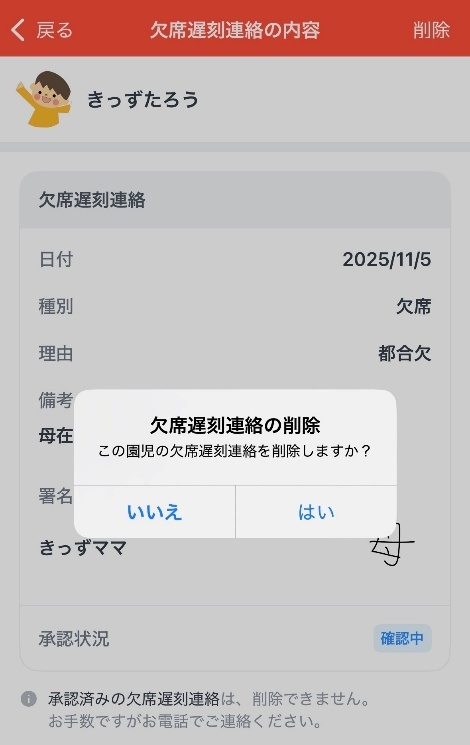 戻る 欠席遅刻連絡の内容 削除
きっずたろう
欠席遅刻連絡
日付 2025/11/5
種別 欠席
理由 都合欠
備考
母在
欠席遅刻連絡の削除
この園児の欠席遅刻連絡を削除しますか？
いいえ はい
署名
きっずママ 母
承認状況 確認中
承認済みの欠席遅刻連絡は、削除できません。
お手数ですがお電話でご連絡ください。